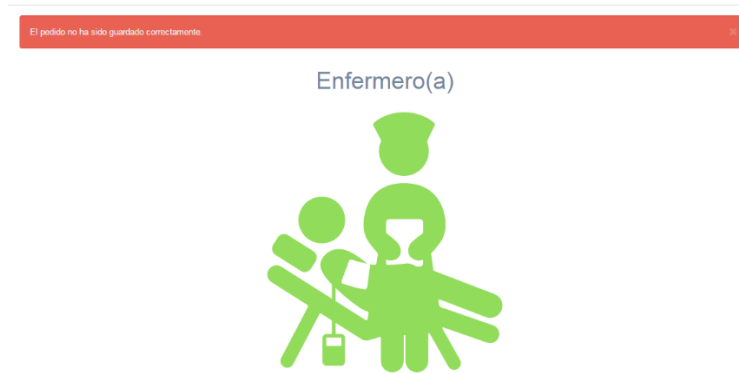 El pedido no ha sido guardado correctamente.
×
Enfermero(a)